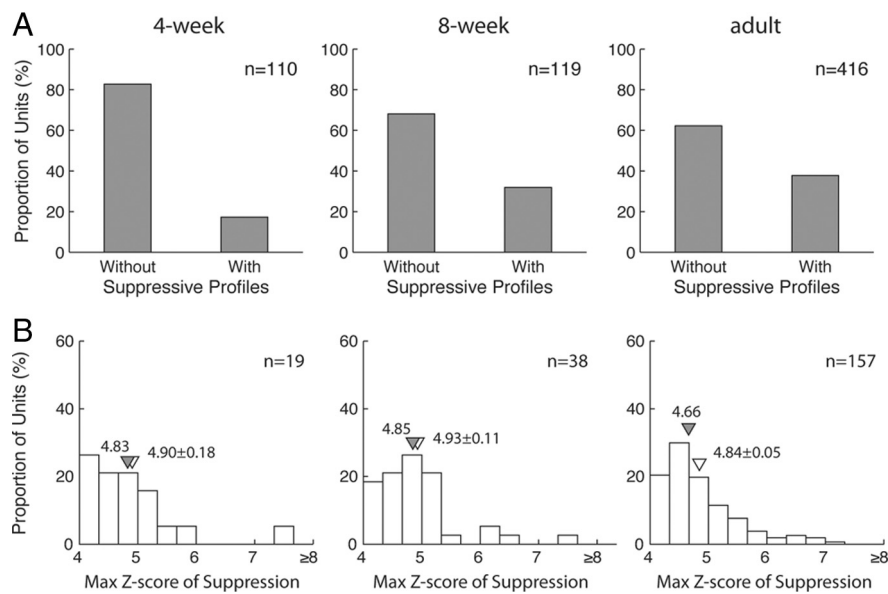 A
4-week
8-week
adult
Proportion of Units (%)
100
80
60
40
20
0
n=110
Without
With
Suppressive Profiles
100
80
60
40
20
0
n=119
Without
With
Suppressive Profiles
100
80
60
40
20
0
n=416
Without
With
Suppressive Profiles
B
Proportion of Units (%)
60
40
20
0
n=19
4.83
4.90±0.18
4 5 6 7 ≥8
Max Z-score of Suppression
60
40
20
0
n=38
4.85
4.93±0.11
4 5 6 7 ≥8
Max Z-score of Suppression
60
40
20
0
n=157
4.66
4.84±0.05
4 5 6 7 ≥8
Max Z-score of Suppression